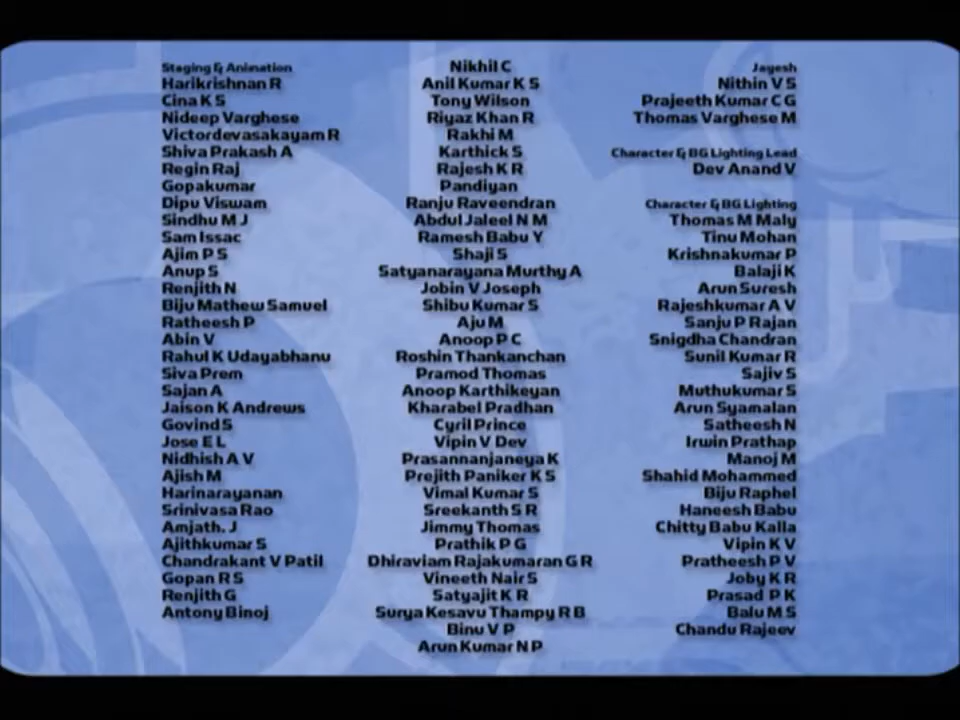 Staging & Animation
Harikrishnan R
Cina K S
Nideep Varghese
Victordevasakayam R
Shiva Prakash A
Regin Raj
Gopakumar
Dipu Viswam
Sindhu M J
Sam Issac
Ajim P S
Anup S
Renjith N
Biju Mathew Samuel
Ratheesh P
Abin V
Rahul K Udayabhanu
Siva Prem
Sajan A
Jaison K Andrews
Govind S
Jose E L
Nidhish A V
Ajish M
Harinarayanan
Srinivasa Rao
Amjath. J
Ajithkumar S
Chandrakant V Patil
Gopan R S
Renjith G
Antony Binoj
Nikhil C
Anil Kumar K S
Tony Wilson
Riyaz Khan R
Rakhi M
Karthick S
Rajesh K R
Pandiyan
Ranju Raveendran
Abdul Jaleel N M
Ramesh Babu Y
Shaji S
Satyanarayana Murthy A
Jobin V Joseph
Shibu Kumar S
Aju M
Anoop P C
Roshin Thankanchan
Pramod Thomas
Anoop Karthikeyan
Kharabel Pradhan
Cyril Prince
Vipin V Dev
Prasannanjaneya K
Prejith Paniker K S
Vimal Kumar S
Sreekanth S R
Jimmy Thomas
Prathik P G
Dhiraviam Rajakumaran G R
Vineeth Nair S
Satyajit K R
Surya Kesavu Thampy R B
Binu V P
Arun Kumar N P
Jayesh
Nithin V S
Prajeeth Kumar C G
Thomas Varghese M
Character & BG Lighting Lead
Dev Anand V
Character & BG Lighting
Thomas M Maly
Tinu Mohan
Krishnakumar P
Balaji K
Arun Suresh
Rajeshkumar A V
Sanju P Rajan
Snigdha Chandran
Sunil Kumar R
Sajiv S
Muthukumar S
Arun Syamalan
Satheesh N
Irwin Prathap
Manoj M
Shahid Mohammed
Biju Raphel
Haneesh Babu
Chitty Babu Kalla
Vipin K V
Pratheesh P V
Joby K R
Prasad P K
Balu M S
Chandu Rajeev